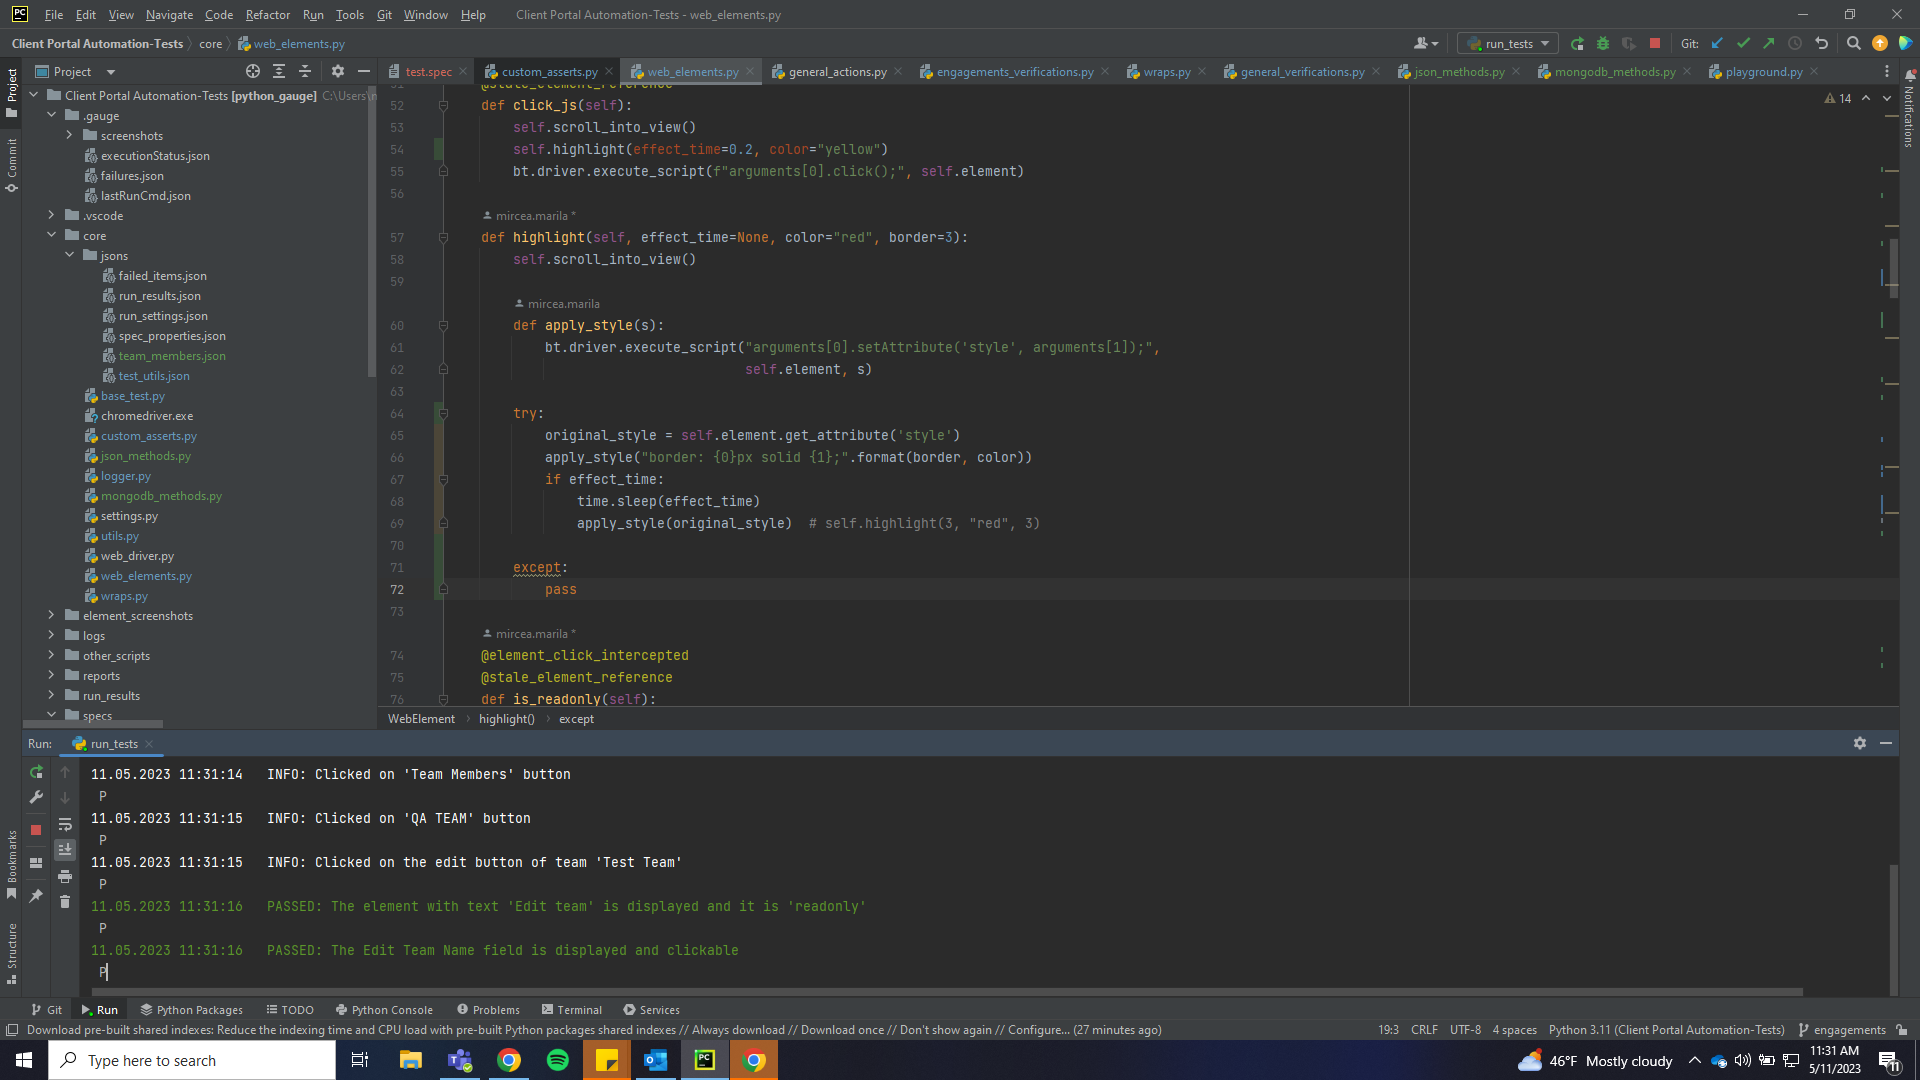 PC File Edit View Navigate Code Refactor Run Tools Git Window Help Client Portal Automation-Tests - web_elements.py
Client Portal Automation-Tests core web_elements.py run_tests Git:
Project
test.spec custom_asserts.py web_elements.py general_actions.py engagements_verifications.py wraps.py general_verifications.py json_methods.py mongodb_methods.py playground.py
Project
Commit
Bookmarks
Structure
Notifications
Client Portal Automation-Tests [python_gauge] C:\Users\
.gauge
screenshots
executionStatus.json
failures.json
lastRunCmd.json
.vscode
core
jsons
failed_items.json
run_results.json
run_settings.json
spec_properties.json
team_members.json
test_utils.json
base_test.py
chromedriver.exe
custom_asserts.py
json_methods.py
logger.py
mongodb_methods.py
settings.py
utils.py
web_driver.py
web_elements.py
wraps.py
element_screenshots
logs
other_scripts
reports
run_results
specs
14
51 @stale_element_reference
52 def click_js(self):
53 self.scroll_into_view()
54 self.highlight(effect_time=0.2, color="yellow")
55 bt.driver.execute_script(f"arguments[0].click();", self.element)
56
mircea.marila *
57 def highlight(self, effect_time=None, color="red", border=3):
58 self.scroll_into_view()
59
mircea.marila
60 def apply_style(s):
61 bt.driver.execute_script("arguments[0].setAttribute('style', arguments[1]);",
62 self.element, s)
63
64 try:
65 original_style = self.element.get_attribute('style')
66 apply_style("border: {0}px solid {1};".format(border, color))
67 if effect_time:
68 time.sleep(effect_time)
69 apply_style(original_style) # self.highlight(3, "red", 3)
70
71 except:
72 pass
73
mircea.marila *
74 @element_click_intercepted
75 @stale_element_reference
76 def is_readonly(self):
WebElement highlight() except
Run: run_tests
11.05.2023 11:31:14 INFO: Clicked on 'Team Members' button
P
11.05.2023 11:31:15 INFO: Clicked on 'QA TEAM' button
P
11.05.2023 11:31:15 INFO: Clicked on the edit button of team 'Test Team'
P
11.05.2023 11:31:16 PASSED: The element with text 'Edit team' is displayed and it is 'readonly'
P
11.05.2023 11:31:16 PASSED: The Edit Team Name field is displayed and clickable
P
Git Run Python Packages TODO Python Console Problems Terminal Services
Download pre-built shared indexes: Reduce the indexing time and CPU load with pre-built Python packages shared indexes // Always download // Download once // Don't show again // Configure... (27 minutes ago) 19:3 CRLF UTF-8 4 spaces Python 3.11 (Client Portal Automation-Tests) engagements
Type here to search PC 46°F Mostly cloudy 11:31 AM
5/11/2023 11